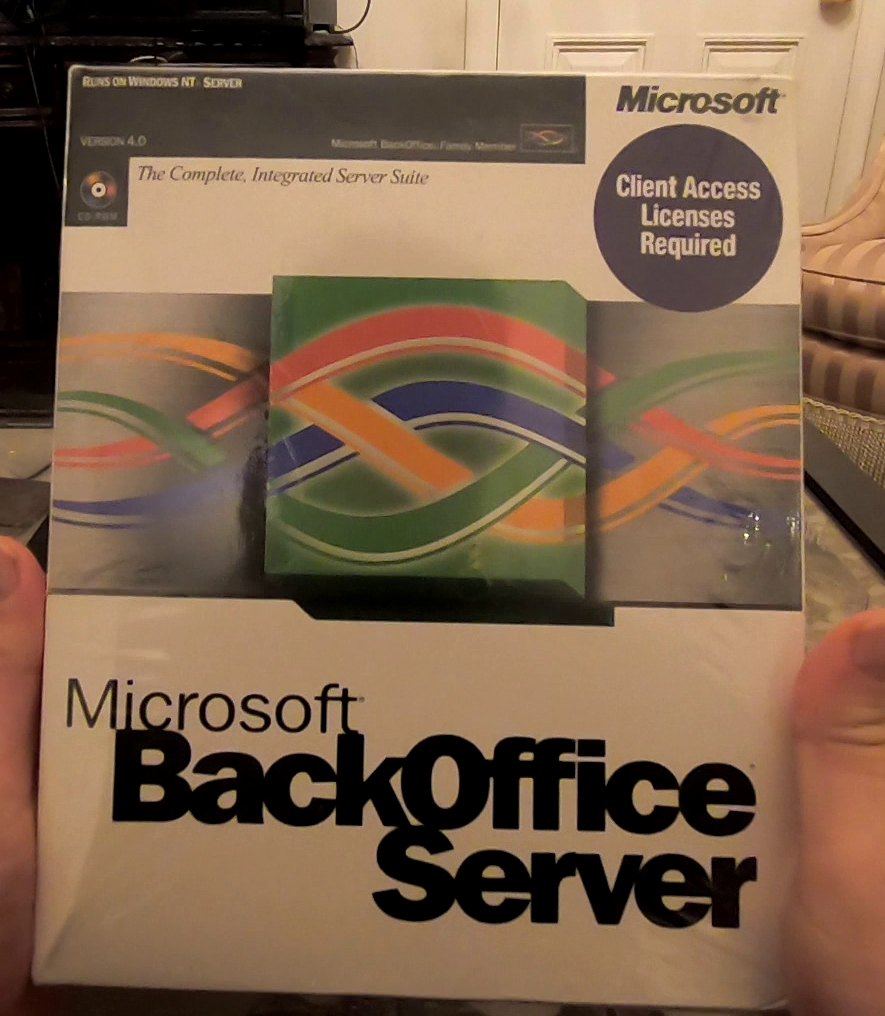 RUNS ON WINDOWS NT SERVER
Microsoft
VERSION 4.0
Microsoft BackOffice Family Member
The Complete, Integrated Server Suite
CD-ROM
Client Access
Licenses
Required
Microsoft
BackOffice
Server